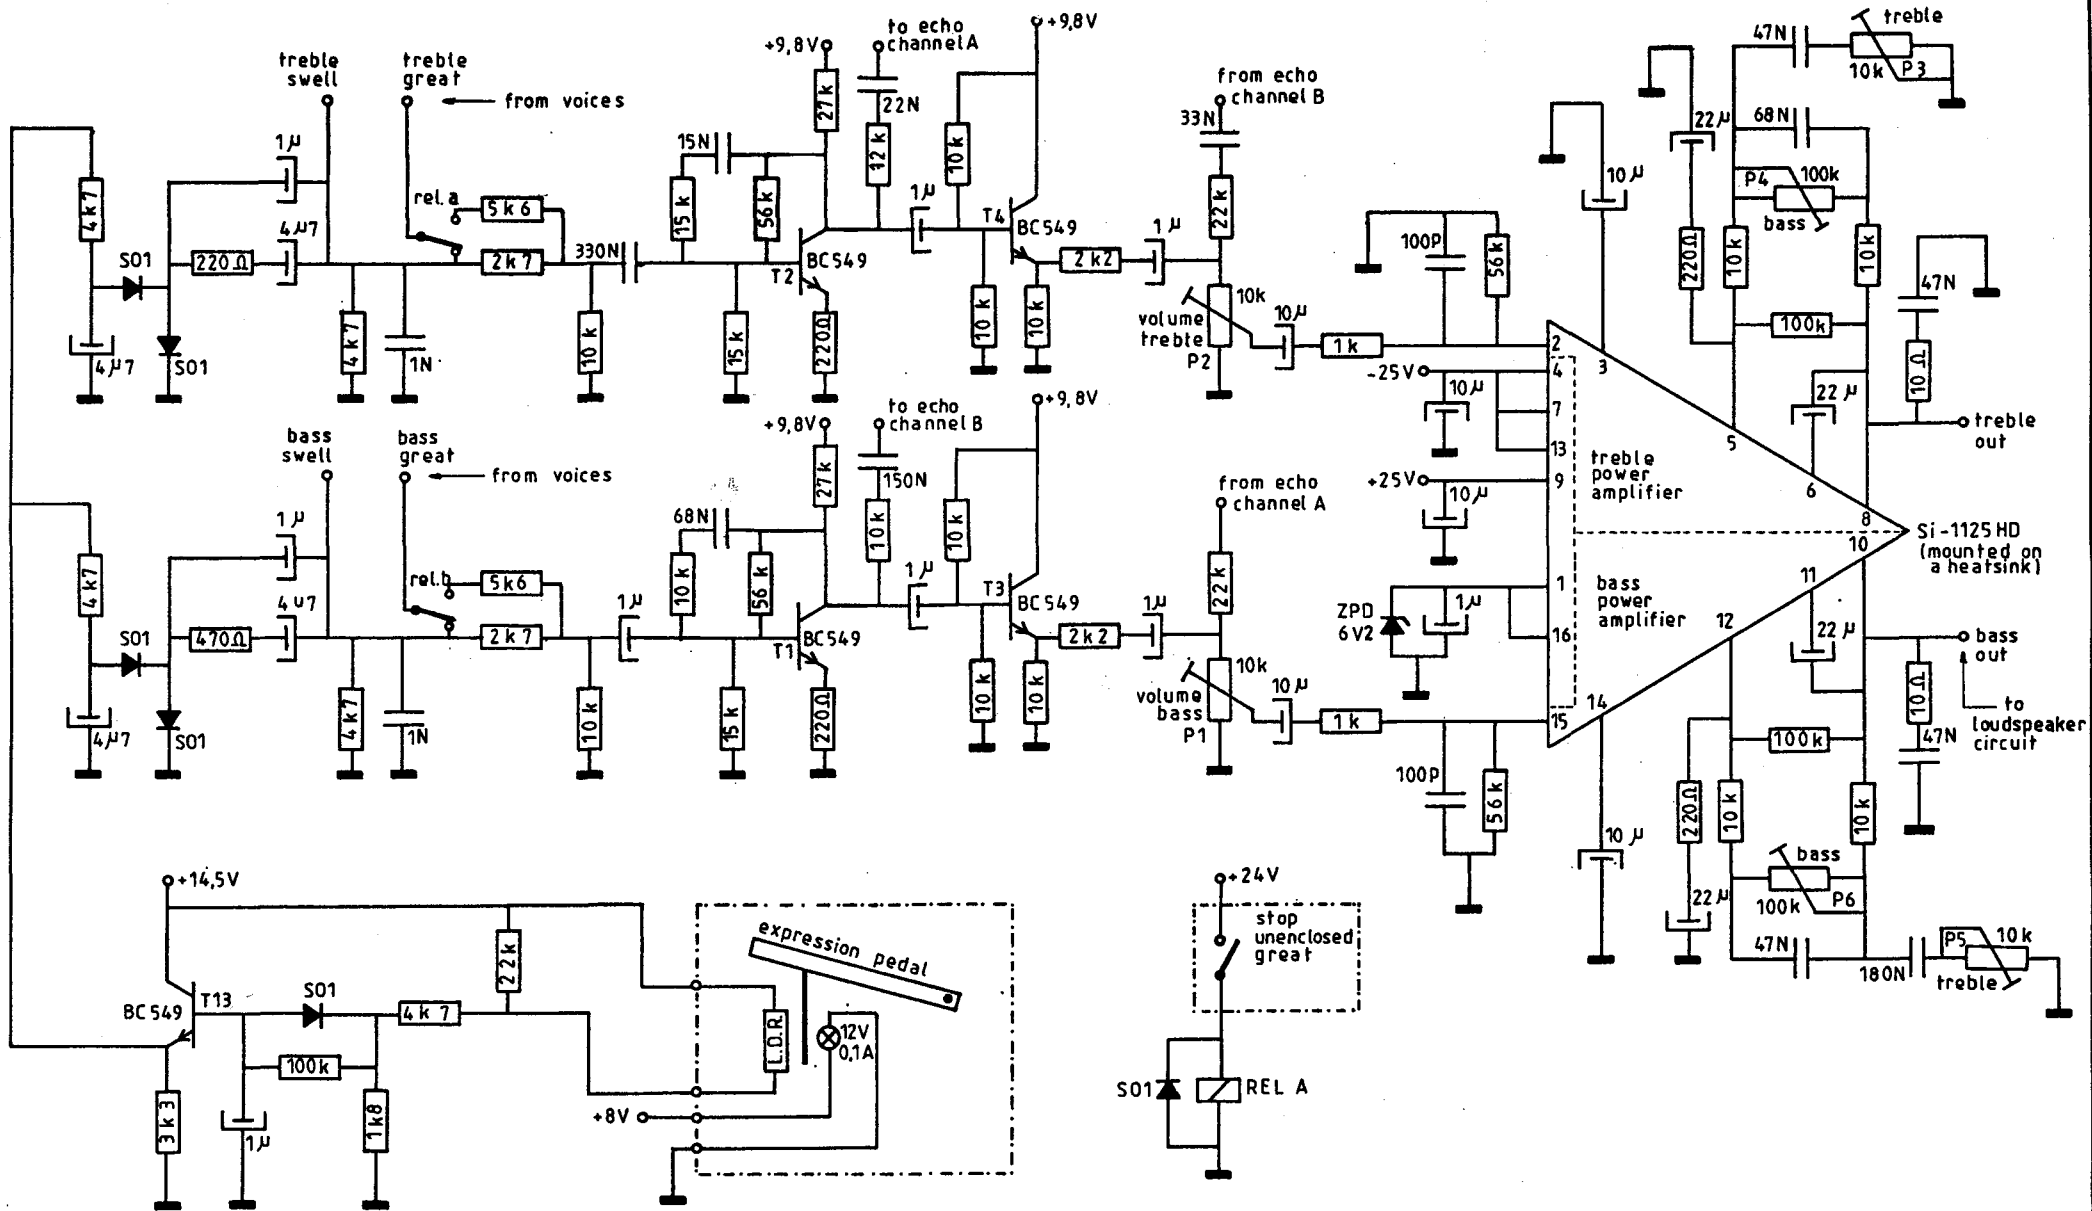 treble
swell
treble
great
from voices
+9,8V
to echo
channel A
+9,8V
27k
22N
12k
10k
15N
15k
56k
1µ
4k7
1µ
4µ7
220Ω
S01
S01
4µ7
rel.a
5k6
2k7
330N
4k7
1N
10k
15k
T2
BC549
220Ω
1µ
T4
BC549
10k
10k
2k2
1µ
from echo
channel B
33N
22k
10k
volume
treble
P2
10µ
1k
100P
56k
10µ
22µ
220Ω
47N
treble
10k P3
68N
P4
100k
bass
10k
10k
100k
22µ
47N
10Ω
treble
out
-25V
10µ
+25V
10µ
2
4
7
13
9
1
16
15
3
5
6
8
10
11
12
14
treble
power
amplifier
bass
power
amplifier
Si-1125HD
(mounted on
a heatsink)
bass
swell
bass
great
from voices
+9,8V
to echo
channel B
+9,8V
27k
150N
10k
10k
68N
10k
56k
1µ
4k7
1µ
4u7
470Ω
S01
S01
4µ7
rel.b
5k6
2k7
1µ
4k7
1N
10k
15k
T1
BC549
220Ω
1µ
T3
BC549
10k
10k
2k2
1µ
from echo
channel A
22k
10k
volume
bass
P1
10µ
1k
ZPD
6V2
1µ
100P
56k
10µ
22µ
bass
out
to
loudspeaker
circuit
10Ω
47N
100k
220Ω
10k
10k
22µ
bass
100k
P6
47N
180N
P5
10k
treble
+14,5V
22k
BC549
T13
S01
4k7
100k
3k3
1µ
1k8
expression pedal
L.D.R.
12V
0,1A
+8V
+24V
stop
unenclosed
great
S01
REL A